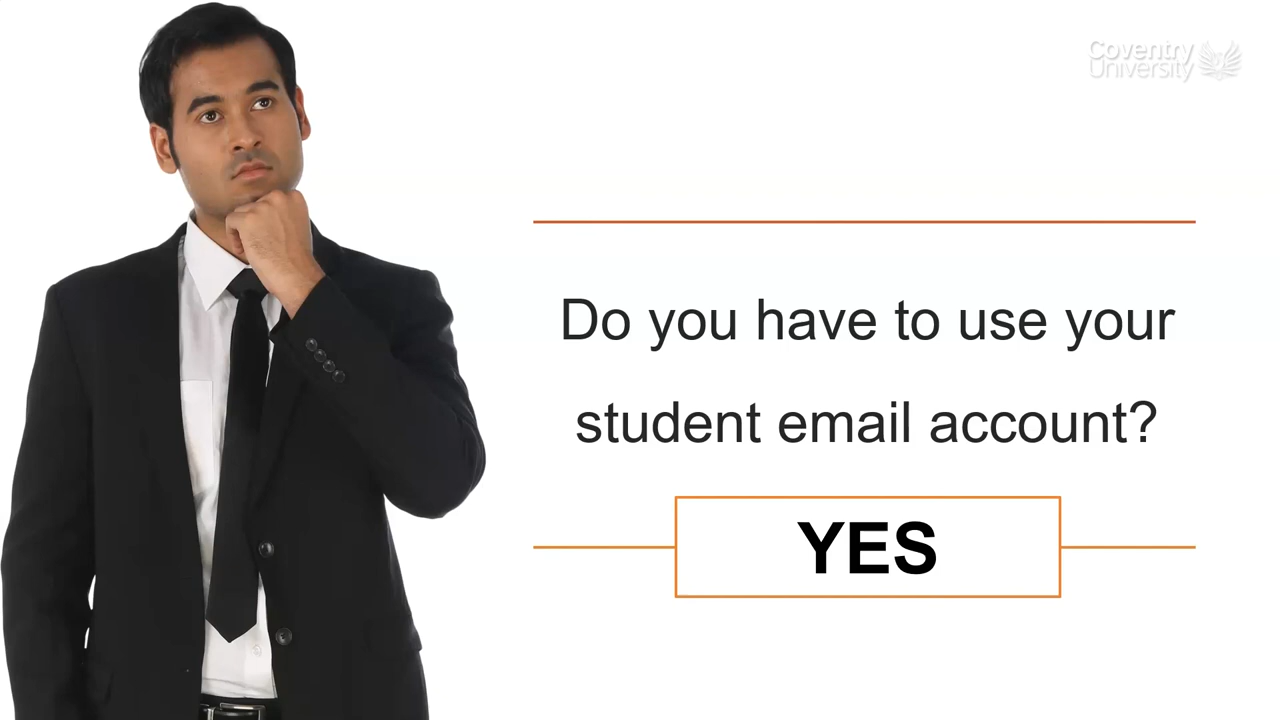 Coventry
University
Do you have to use your
student email account?
YES